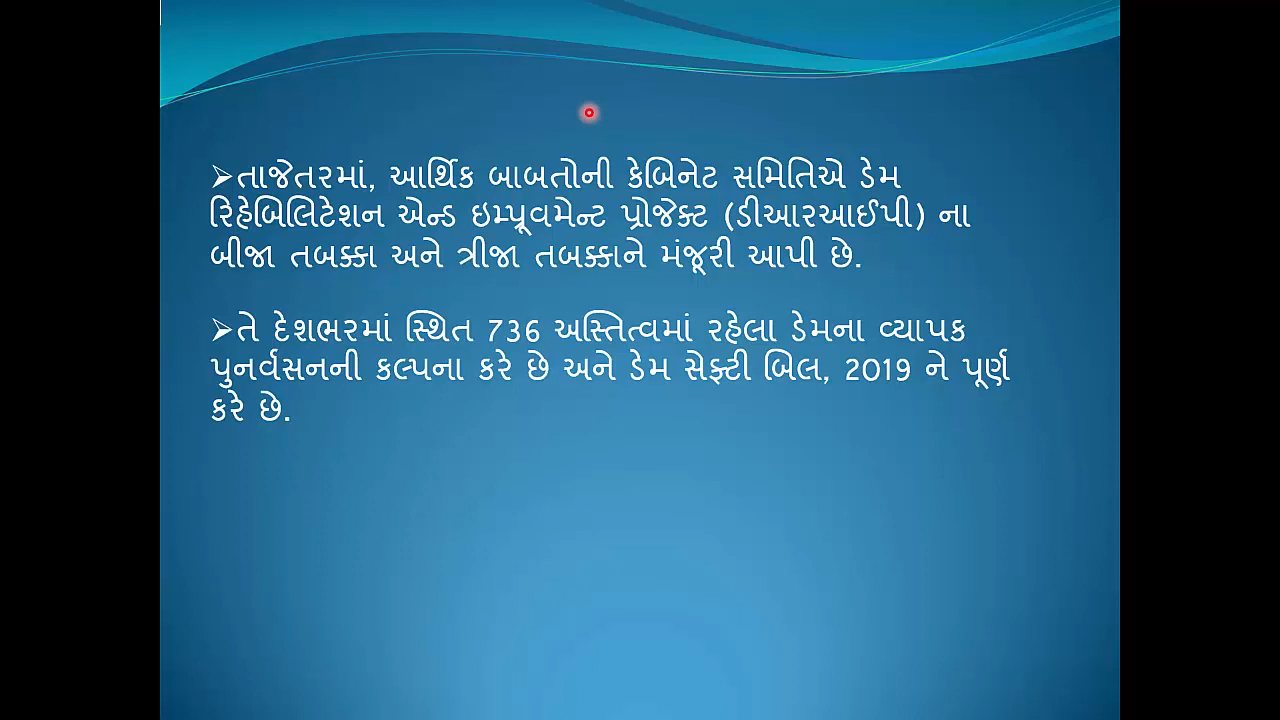 ➢તાજેતરમાં, આર્થિક બાબતોની કેબિનેટ સમિતિએ ડેમ
રિહેબિલિટેશન એન્ડ ઇમ્પ્રૂવમેન્ટ પ્રોજેક્ટ (ડીઆરઆઈપી) ના
બીજા તબક્કા અને ત્રીજા તબક્કાને મંજૂરી આપી છે.
➢તે દેશભરમાં સ્થિત 736 અસ્તિત્વમાં રહેલા ડેમના વ્યાપક
પુનર્વસનની કલ્પના કરે છે અને ડેમ સેફ્ટી બિલ, 2019 ને પૂર્ણ
કરે છે.